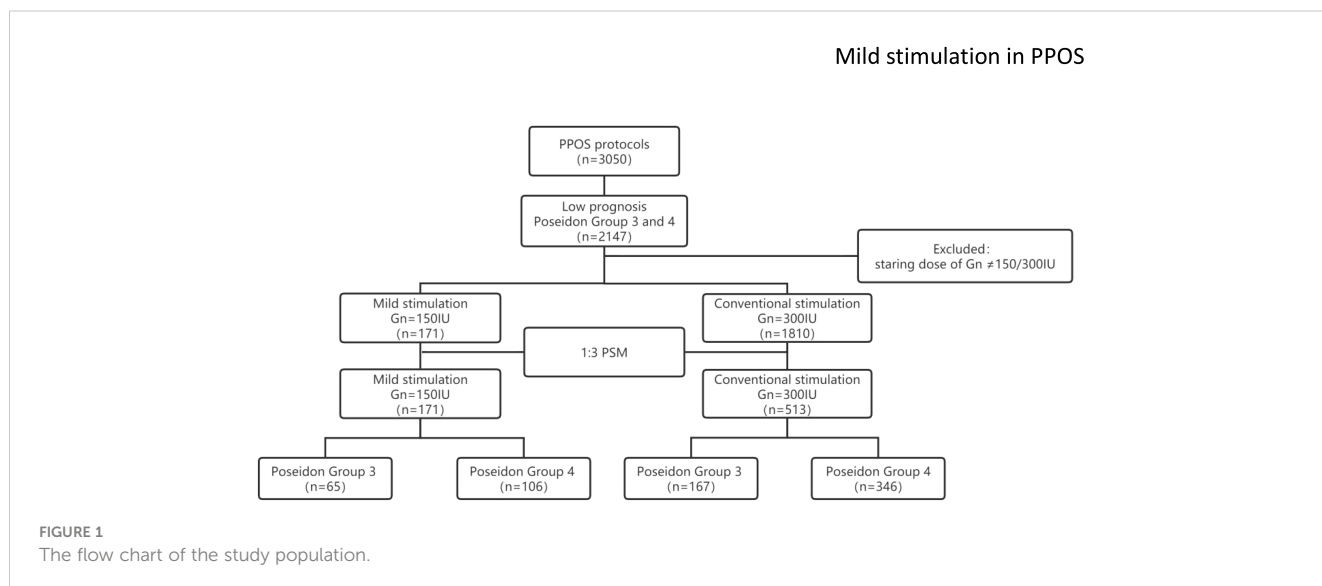 Mild stimulation in PPOS
PPOS protocols
(n=3050)
Low prognosis
Poseidon Group 3 and 4
(n=2147)
Excluded:
staring dose of Gn ≠150/300IU
Mild stimulation
Gn=150IU
(n=171)
Conventional stimulation
Gn=300IU
(n=1810)
1:3 PSM
Mild stimulation
Gn=150IU
(n=171)
Conventional stimulation
Gn=300IU
(n=513)
Poseidon Group 3
(n=65)
Poseidon Group 4
(n=106)
Poseidon Group 3
(n=167)
Poseidon Group 4
(n=346)
FIGURE 1
The flow chart of the study population.